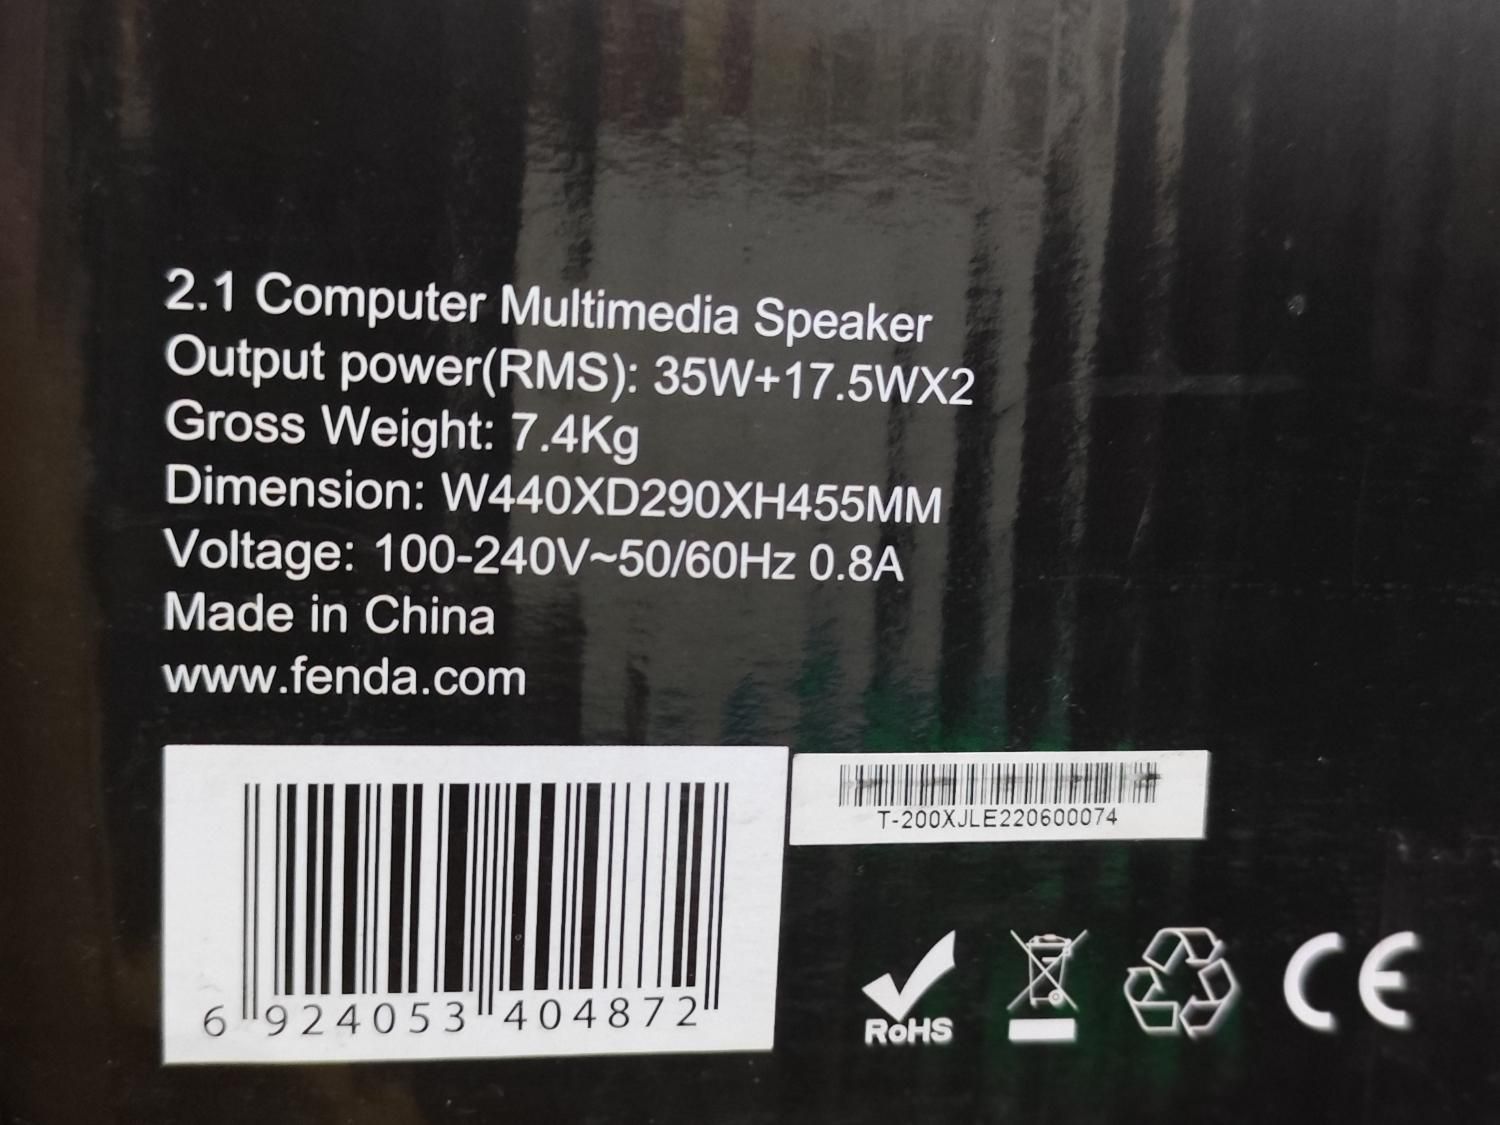 2.1 Computer Multimedia Speaker
Output power(RMS): 35W+17.5WX2
Gross Weight: 7.4Kg
Dimension: W440XD290XH455MM
Voltage: 100-240V~50/60Hz 0.8A
Made in China
www.fenda.com
6 924053 404872
T-200XJLE220600074
RoHS
CE